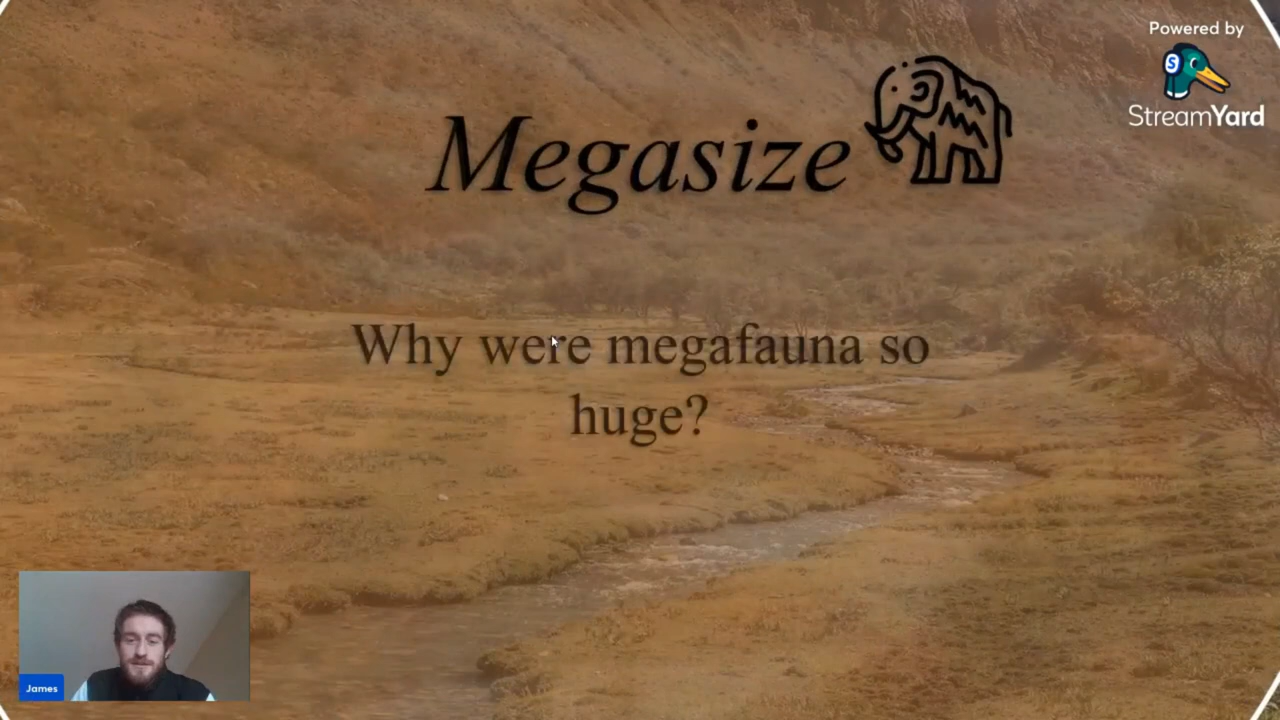 Powered by
S
StreamYard
Megasize
Why were megafauna so
huge?
James